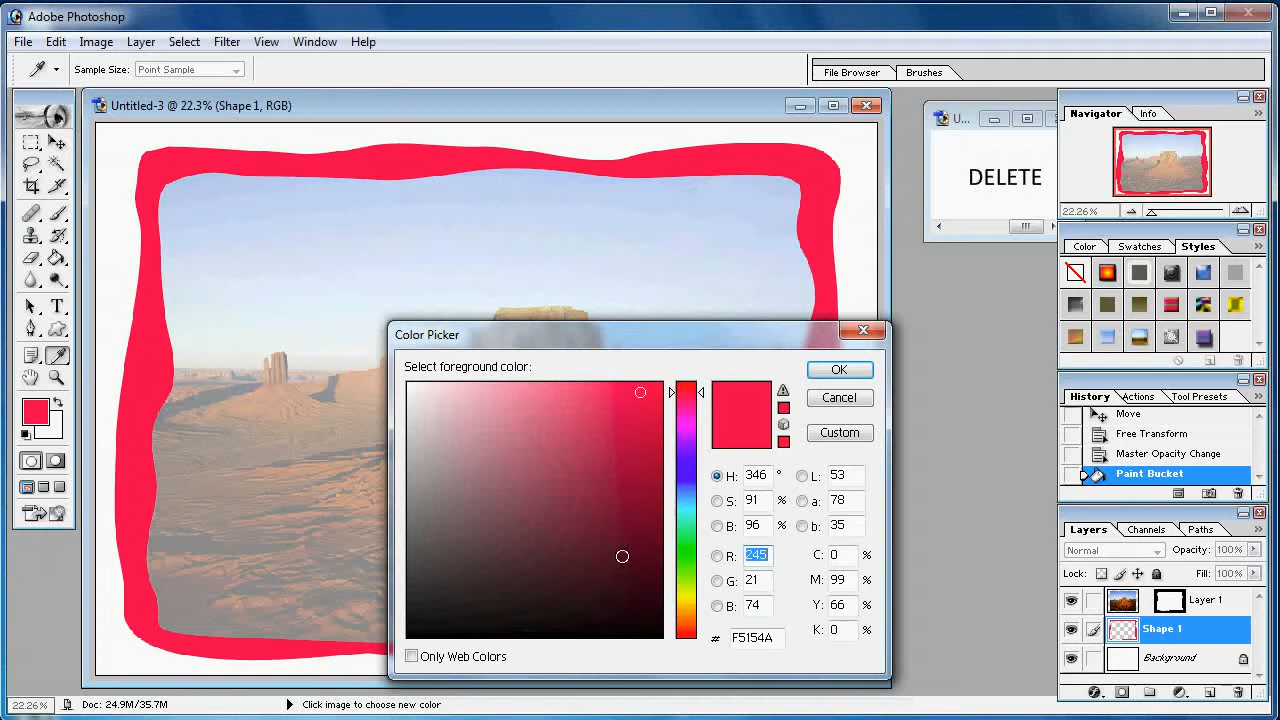 Adobe Photoshop
File Edit Image Layer Select Filter View Window Help
Sample Size: Point Sample
File Browser Brushes
Untitled-3 @ 22.3% (Shape 1, RGB)
U...
DELETE
Navigator Info
22.26%
Color Swatches Styles
History Actions Tool Presets
Move
Free Transform
Master Opacity Change
Paint Bucket
Layers Channels Paths
Normal Opacity: 100%
Lock: Fill: 100%
Layer 1
Shape 1
Background
Color Picker
Select foreground color:
OK
Cancel
Custom
H: 346 ° L: 53
S: 91 % a: 78
B: 96 % b: 35
R: 245 C: 0 %
G: 21 M: 99 %
B: 74 Y: 66 %
# F5154A K: 0 %
Only Web Colors
22.26% Doc: 24.9M/35.7M Click image to choose new color